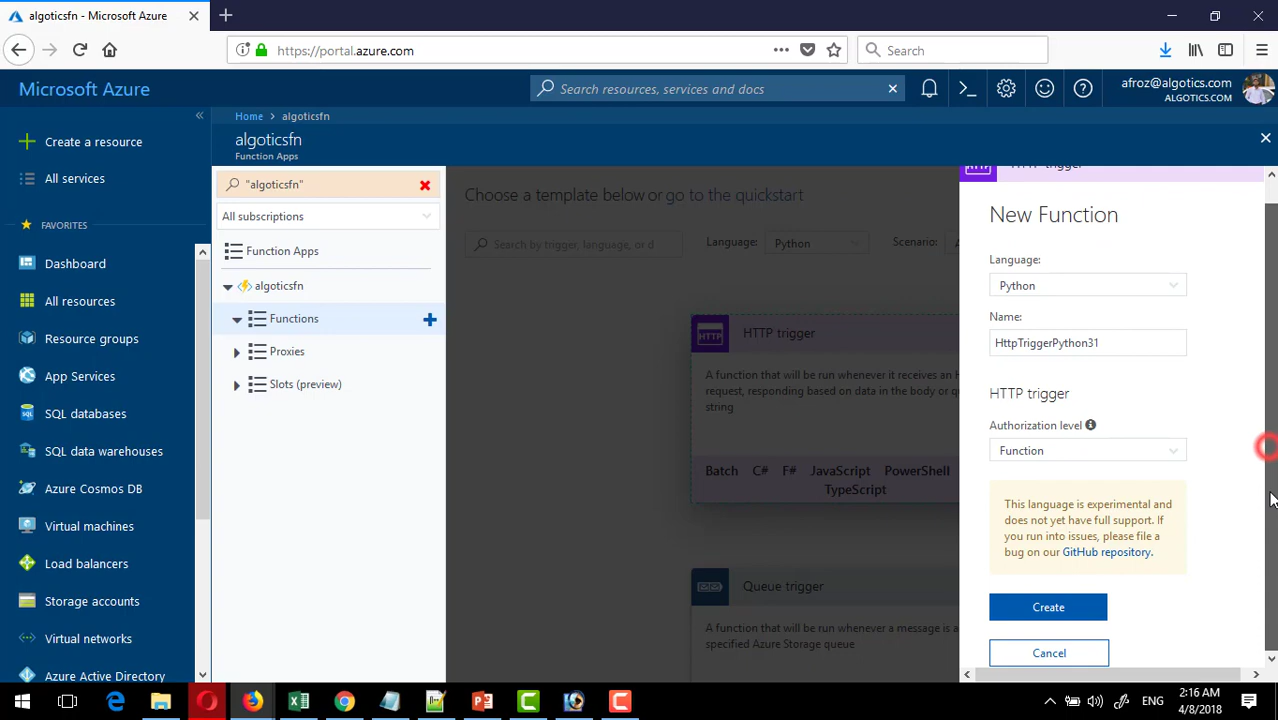 algoticsfn - Microsoft Azure
https://portal.azure.com
Search
Microsoft Azure
Search resources, services and docs
afroz@algotics.com
ALGOTICS.COM
Create a resource
All services
FAVORITES
Dashboard
All resources
Resource groups
App Services
SQL databases
SQL data warehouses
Azure Cosmos DB
Virtual machines
Load balancers
Storage accounts
Virtual networks
Azure Active Directory
Home > algoticsfn
algoticsfn
Function Apps
"algoticsfn"
All subscriptions
Function Apps
algoticsfn
Functions
Proxies
Slots (preview)
Choose a template below or go to the quickstart
Search by trigger, language, or d
Language: Python
Scenario:
HTTP trigger
A function that will be run whenever it receives an HTTP
request, responding based on data in the body or
string
Batch C# F# JavaScript PowerShell
TypeScript
Queue trigger
A function that will be run whenever a message is
specified Azure Storage queue
HTTP
New Function
Language:
Python
Name:
HttpTriggerPython31
HTTP trigger
Authorization level
Function
This language is experimental and
does not yet have full support. If
you run into issues, please file a
bug on our GitHub repository.
Create
Cancel
ENG
2:16 AM
4/8/2018